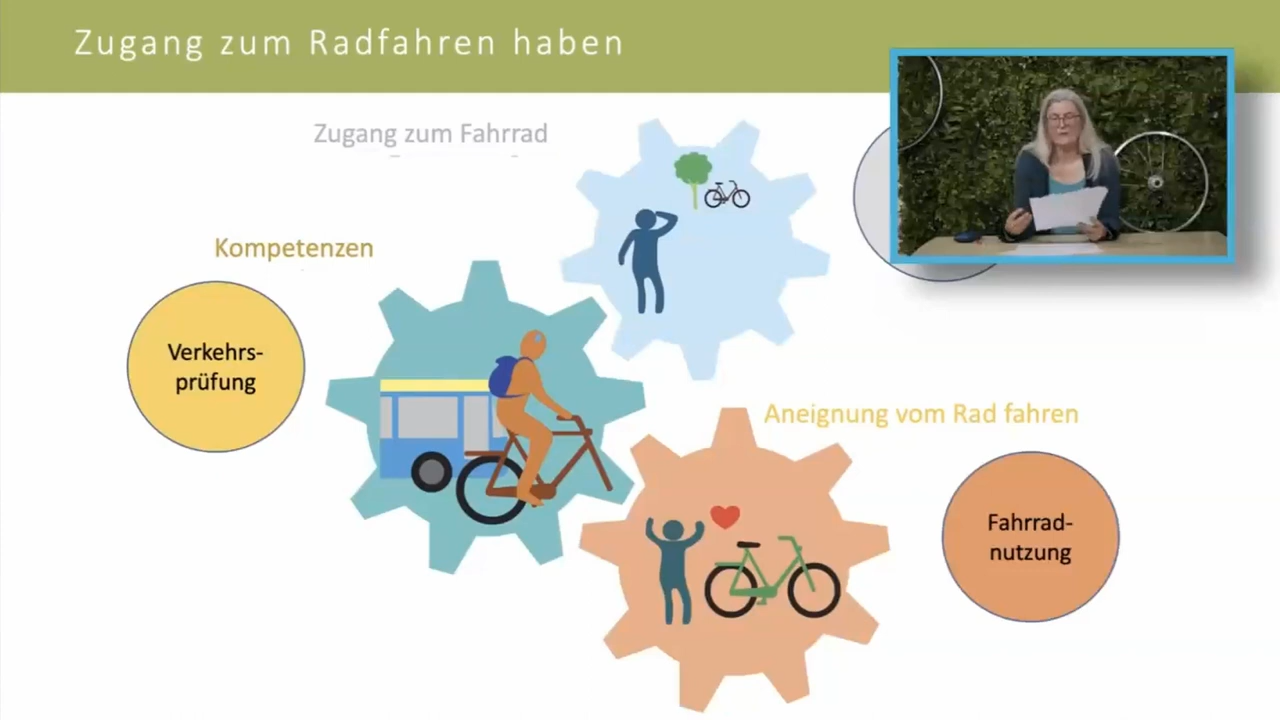 Zugang zum Radfahren haben
Zugang zum Fahrrad
Kompetenzen
Verkehrs-
prüfung
Aneignung vom Rad fahren
Fahrrad-
nutzung